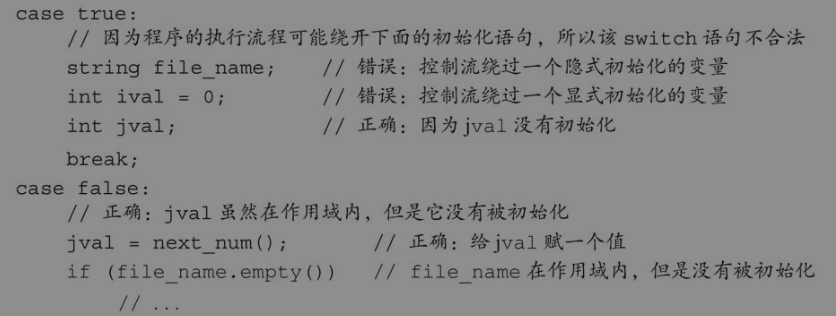 case true:
// 因为程序的执行流程可能绕开下面的初始化语句，所以该 switch 语句不合法
string file_name; // 错误：控制流绕过一个隐式初始化的变量
int ival = 0; // 错误：控制流绕过一个显式初始化的变量
int jval; // 正确：因为 jval 没有初始化
break;
case false:
// 正确：jval 虽然在作用域内，但是它没有被初始化
jval = next_num(); // 正确：给 jval 赋一个值
if (file_name.empty()) // file_name 在作用域内，但是没有被初始化
// ...